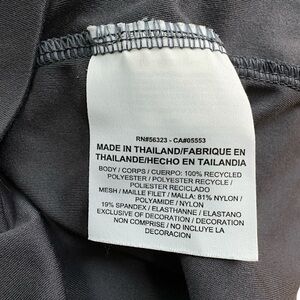 RN#56323 - CA#05553
MADE IN THAILAND/FABRIQUE EN
THAILANDE/HECHO EN TAILANDIA
BODY / CORPS / CUERPO: 100% RECYCLED
POLYESTER / POLYESTER RECYCLE /
POLIESTER RECICLADO
MESH / MAILLE FILET / MALLA: 81% NYLON /
POLYAMIDE / NYLON
19% SPANDEX / ELASTHANNE / ELASTANO
EXCLUSIVE OF DECORATION / DECORATION
NON COMPRISE / NO INCLUYE LA
DECORACION